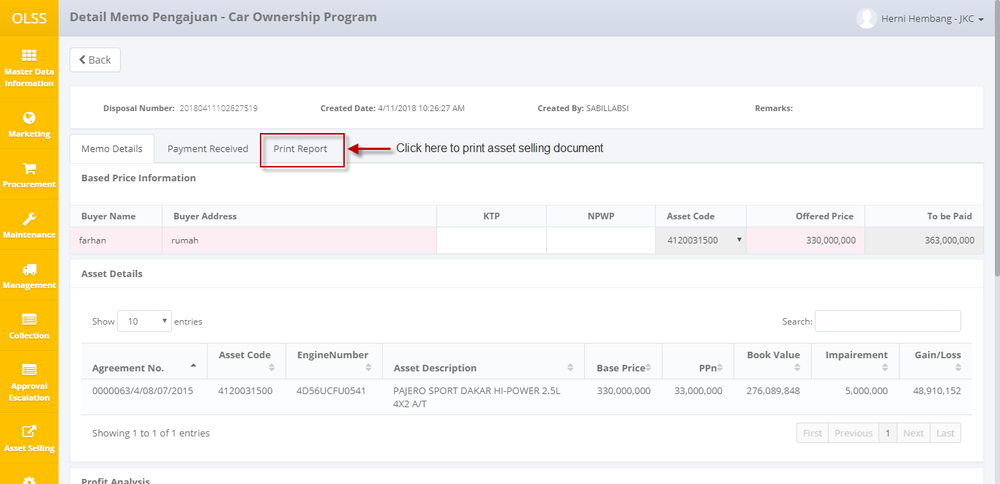 OLSS
Detail Memo Pengajuan - Car Ownership Program
Herni Hembang - JKC
Master Data
Information
Marketing
Procurement
Maintenance
Management
Collection
Approval
Escalation
Asset Selling
Back
Disposal Number: 20180411102627519 Created Date: 4/11/2018 10:26:27 AM Created By: SABILLABSI Remarks:
Memo Details Payment Received Print Report Click here to print asset selling document
Based Price Information
Buyer Name Buyer Address KTP NPWP Asset Code Offered Price To be Paid
farhan rumah 4120031500 330,000,000 363,000,000
Asset Details
Show 10 entries Search:
Agreement No. Asset Code EngineNumber Asset Description Base Price PPn Book Value Impairement Gain/Loss
0000063/4/08/07/2015 4120031500 4D56UCFU0541 PAJERO SPORT DAKAR HI-POWER 2.5L 330,000,000 33,000,000 276,089,848 5,000,000 48,910,152
4X2 A/T
Showing 1 to 1 of 1 entries First Previous 1 Next Last
Profit Analysis